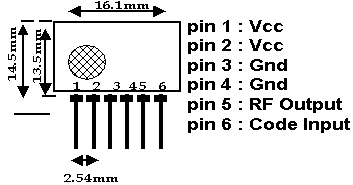 16.1mm
14.5mm
13.5mm
1 2 3 4 5 6
2.54mm
pin 1 : Vcc
pin 2 : Vcc
pin 3 : Gnd
pin 4 : Gnd
pin 5 : RF Output
pin 6 : Code Input